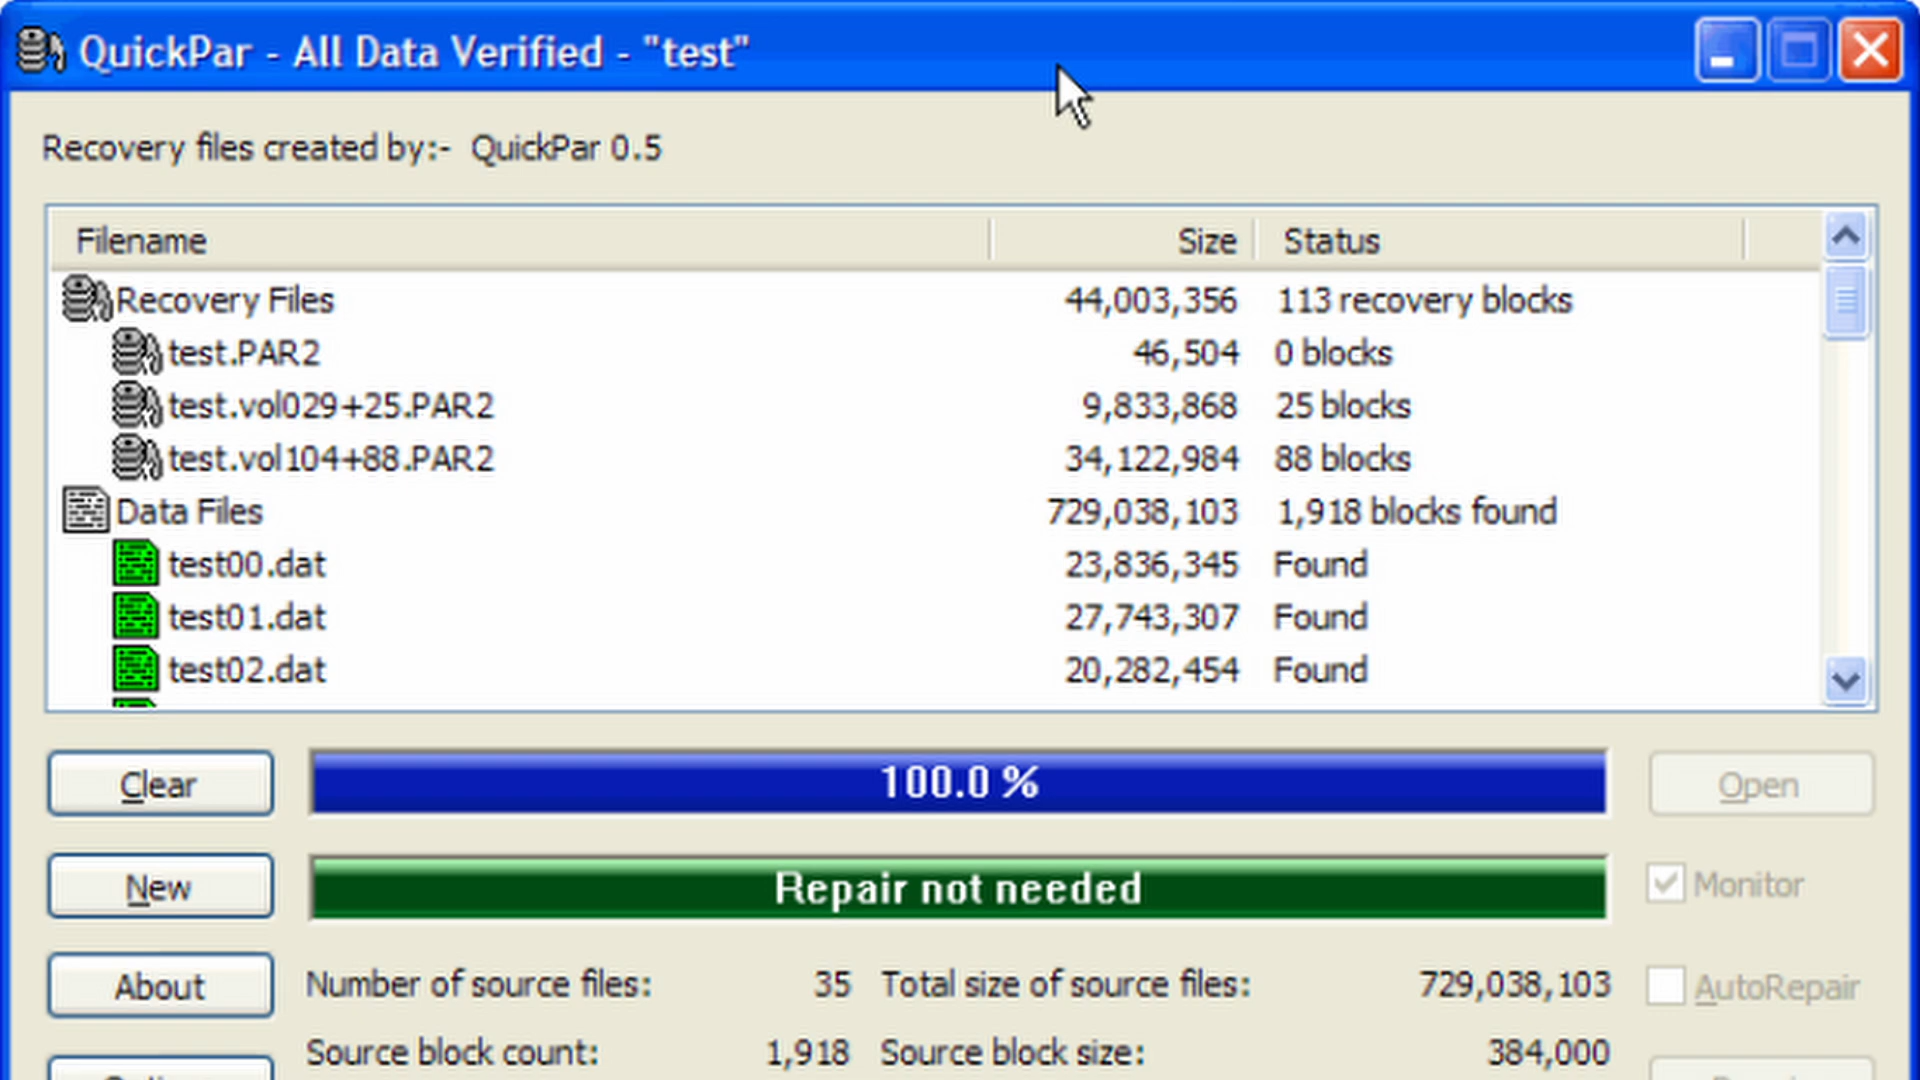 QuickPar - All Data Verified - "test"
Recovery files created by:- QuickPar 0.5
Filename Size Status
Recovery Files 44,003,356 113 recovery blocks
test.PAR2 46,504 0 blocks
test.vol029+25.PAR2 9,833,868 25 blocks
test.vol104+88.PAR2 34,122,984 88 blocks
Data Files 729,038,103 1,918 blocks found
test00.dat 23,836,345 Found
test01.dat 27,743,307 Found
test02.dat 20,282,454 Found
Clear 100.0 % Open
New Repair not needed Monitor
About Number of source files: 35 Total size of source files: 729,038,103 AutoRepair
Source block count: 1,918 Source block size: 384,000